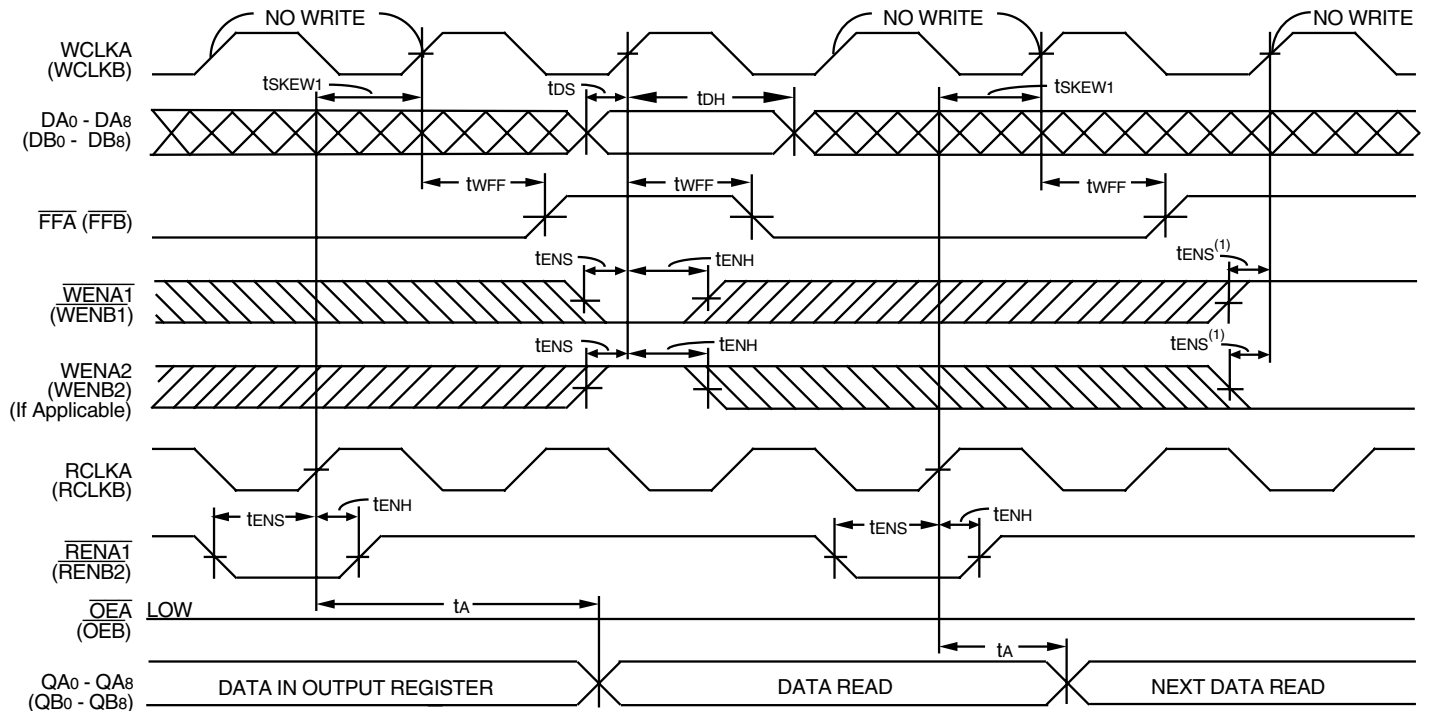 NO WRITE
NO WRITE
NO WRITE
WCLKA
(WCLKB)
tSKEW1
tDS
tDH
tSKEW1
DA0 - DA8
(DB0 - DB8)
tWFF
tWFF
tWFF
FFA (FFB)
tENS
tENH
tENS(1)
WENA1
(WENB1)
tENS
tENH
tENS(1)
WENA2
(WENB2)
(If Applicable)
RCLKA
(RCLKB)
tENS
tENH
tENS
tENH
RENA1
(RENB2)
OEA LOW
(OEB)
tA
tA
QA0 - QA8
(QB0 - QB8)
DATA IN OUTPUT REGISTER
DATA READ
NEXT DATA READ